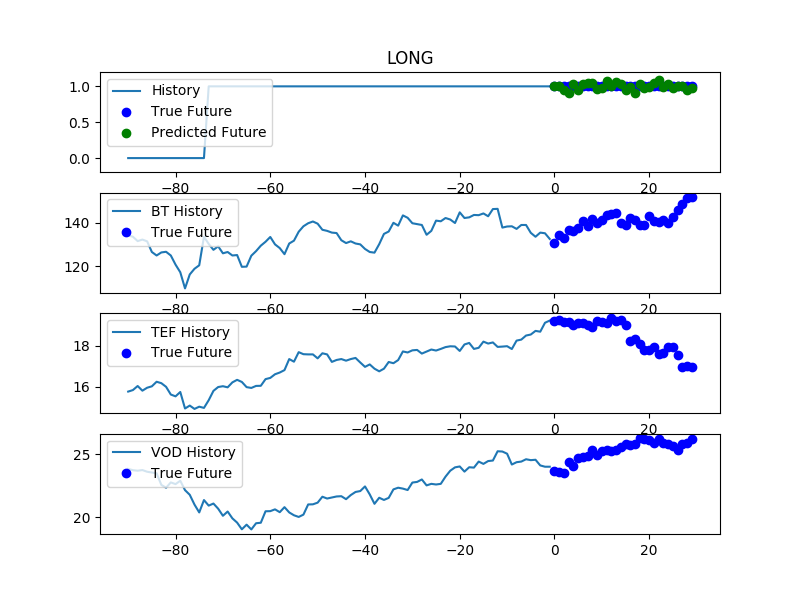 LONG
1.0
0.5
0.0
History
True Future
Predicted Future
−80 −60 −40 −20 0 20
140
120
BT History
True Future
−80 −60 −40 −20 0 20
18
16
TEF History
True Future
−80 −60 −40 −20 0 20
25
20
VOD History
True Future
−80 −60 −40 −20 0 20